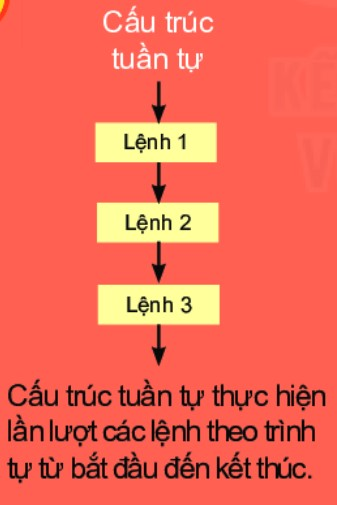 Cấu trúc
tuần tự
Lệnh 1
Lệnh 2
Lệnh 3
Cấu trúc tuần tự thực hiện
lần lượt các lệnh theo trình
tự từ bắt đầu đến kết thúc.